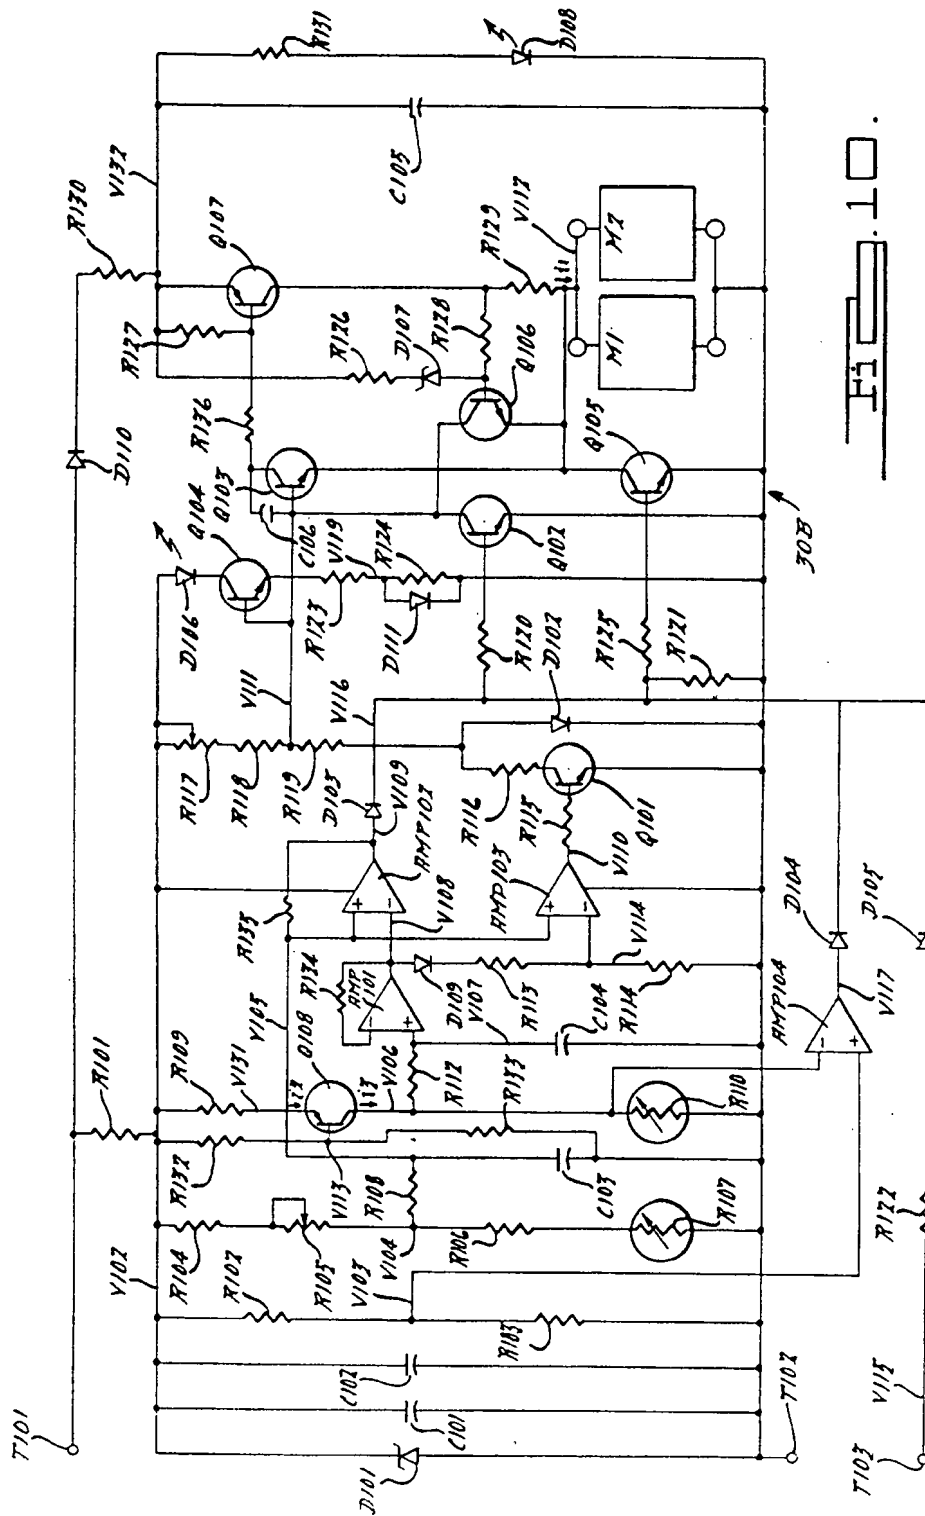 T101
R101
D110
R130
V132
R131
D108
V102
R104
R102
R105
R132
R109
V131
V113
Q108
V105
R135
R117
R118
R119
D103
V111
V116
V109
D106
Q104
Q103
C106
V119
R123
R124
D111
R136
R127
Q107
R126
D107
R128
R129
V112
C105
C102
C101
D101
V103
V104
R108
R106
R103
C103
R107
V106
R112
R133
R110
R134
AMP
101
-
+
D109
V107
R113
C104
R114
V114
V108
AMP102
+
-
AMP103
+
-
V110
R115
R116
Q101
R120
D102
R125
R121
Q102
Q106
Q105
M1
M2
30B
T102
AMP104
-
+
D104
V117
D105
R122
V115
T103
Fig. 10.